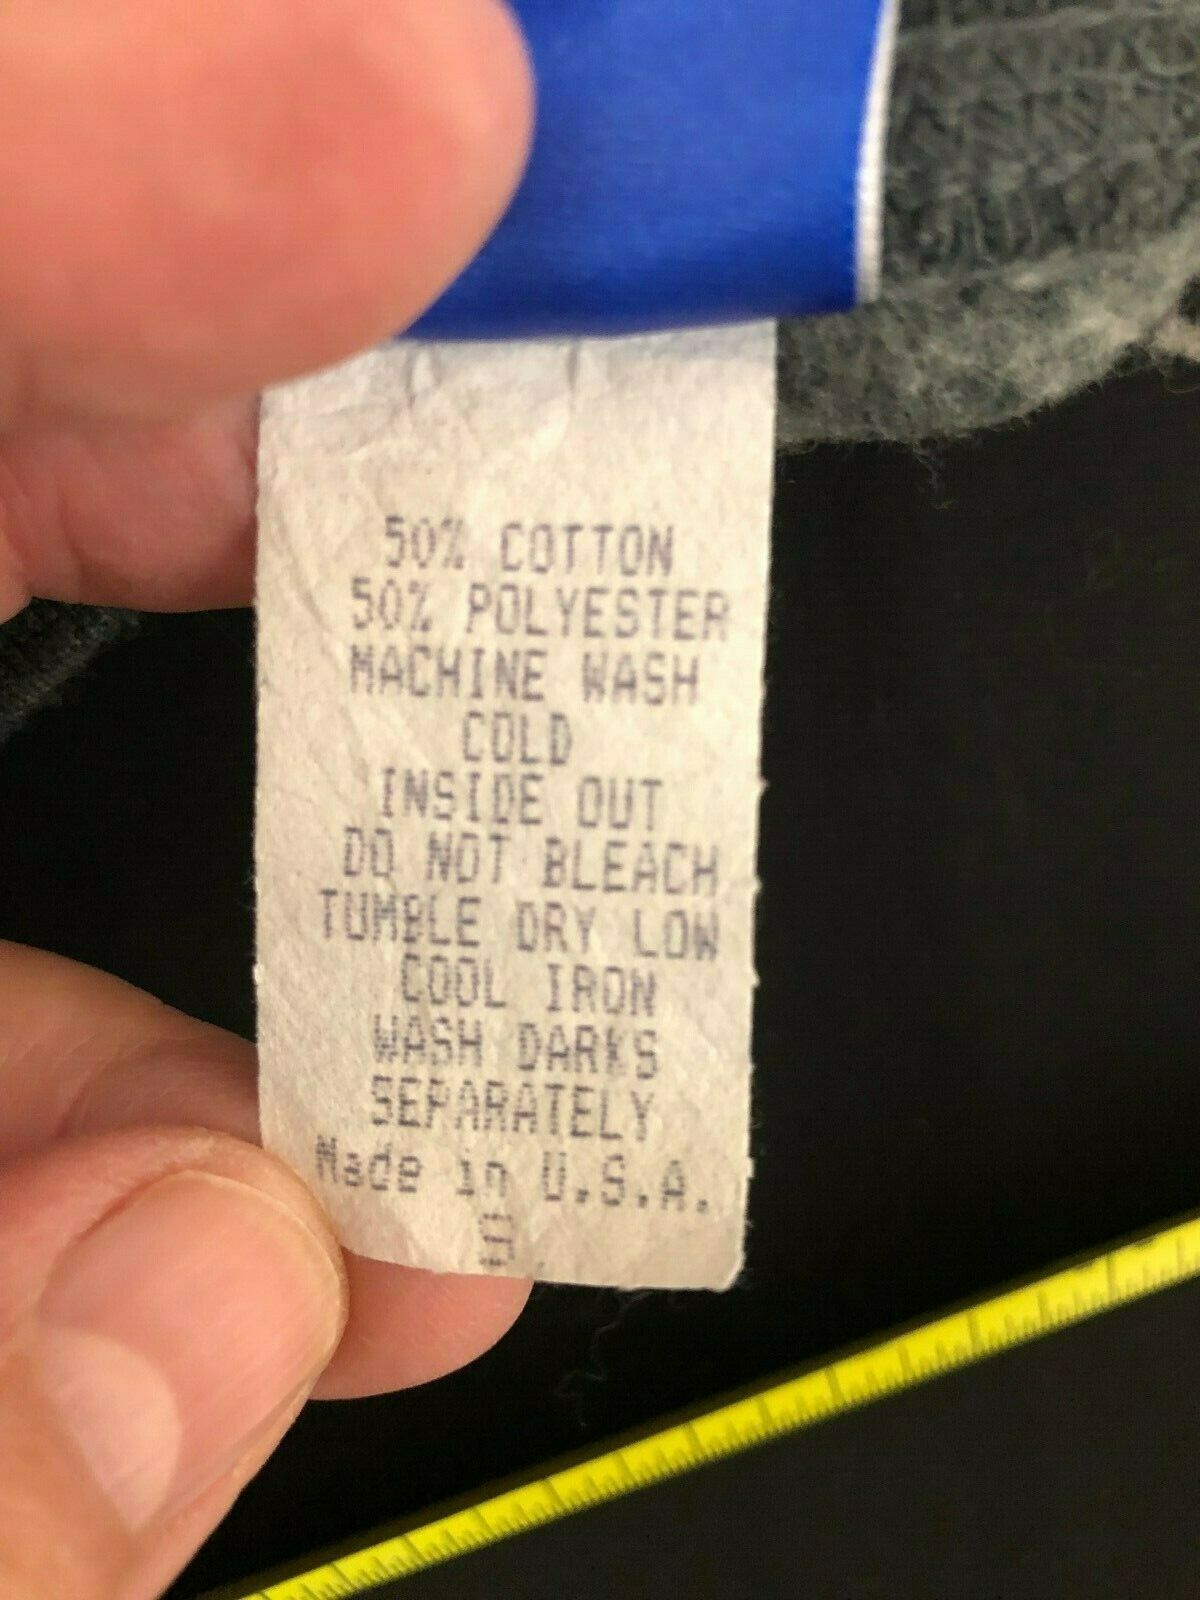 50% COTTON
50% POLYESTER
MACHINE WASH
COLD
INSIDE OUT
DO NOT BLEACH
TUMBLE DRY LOW
COOL IRON
WASH DARKS
SEPARATELY
Made in U.S.A.